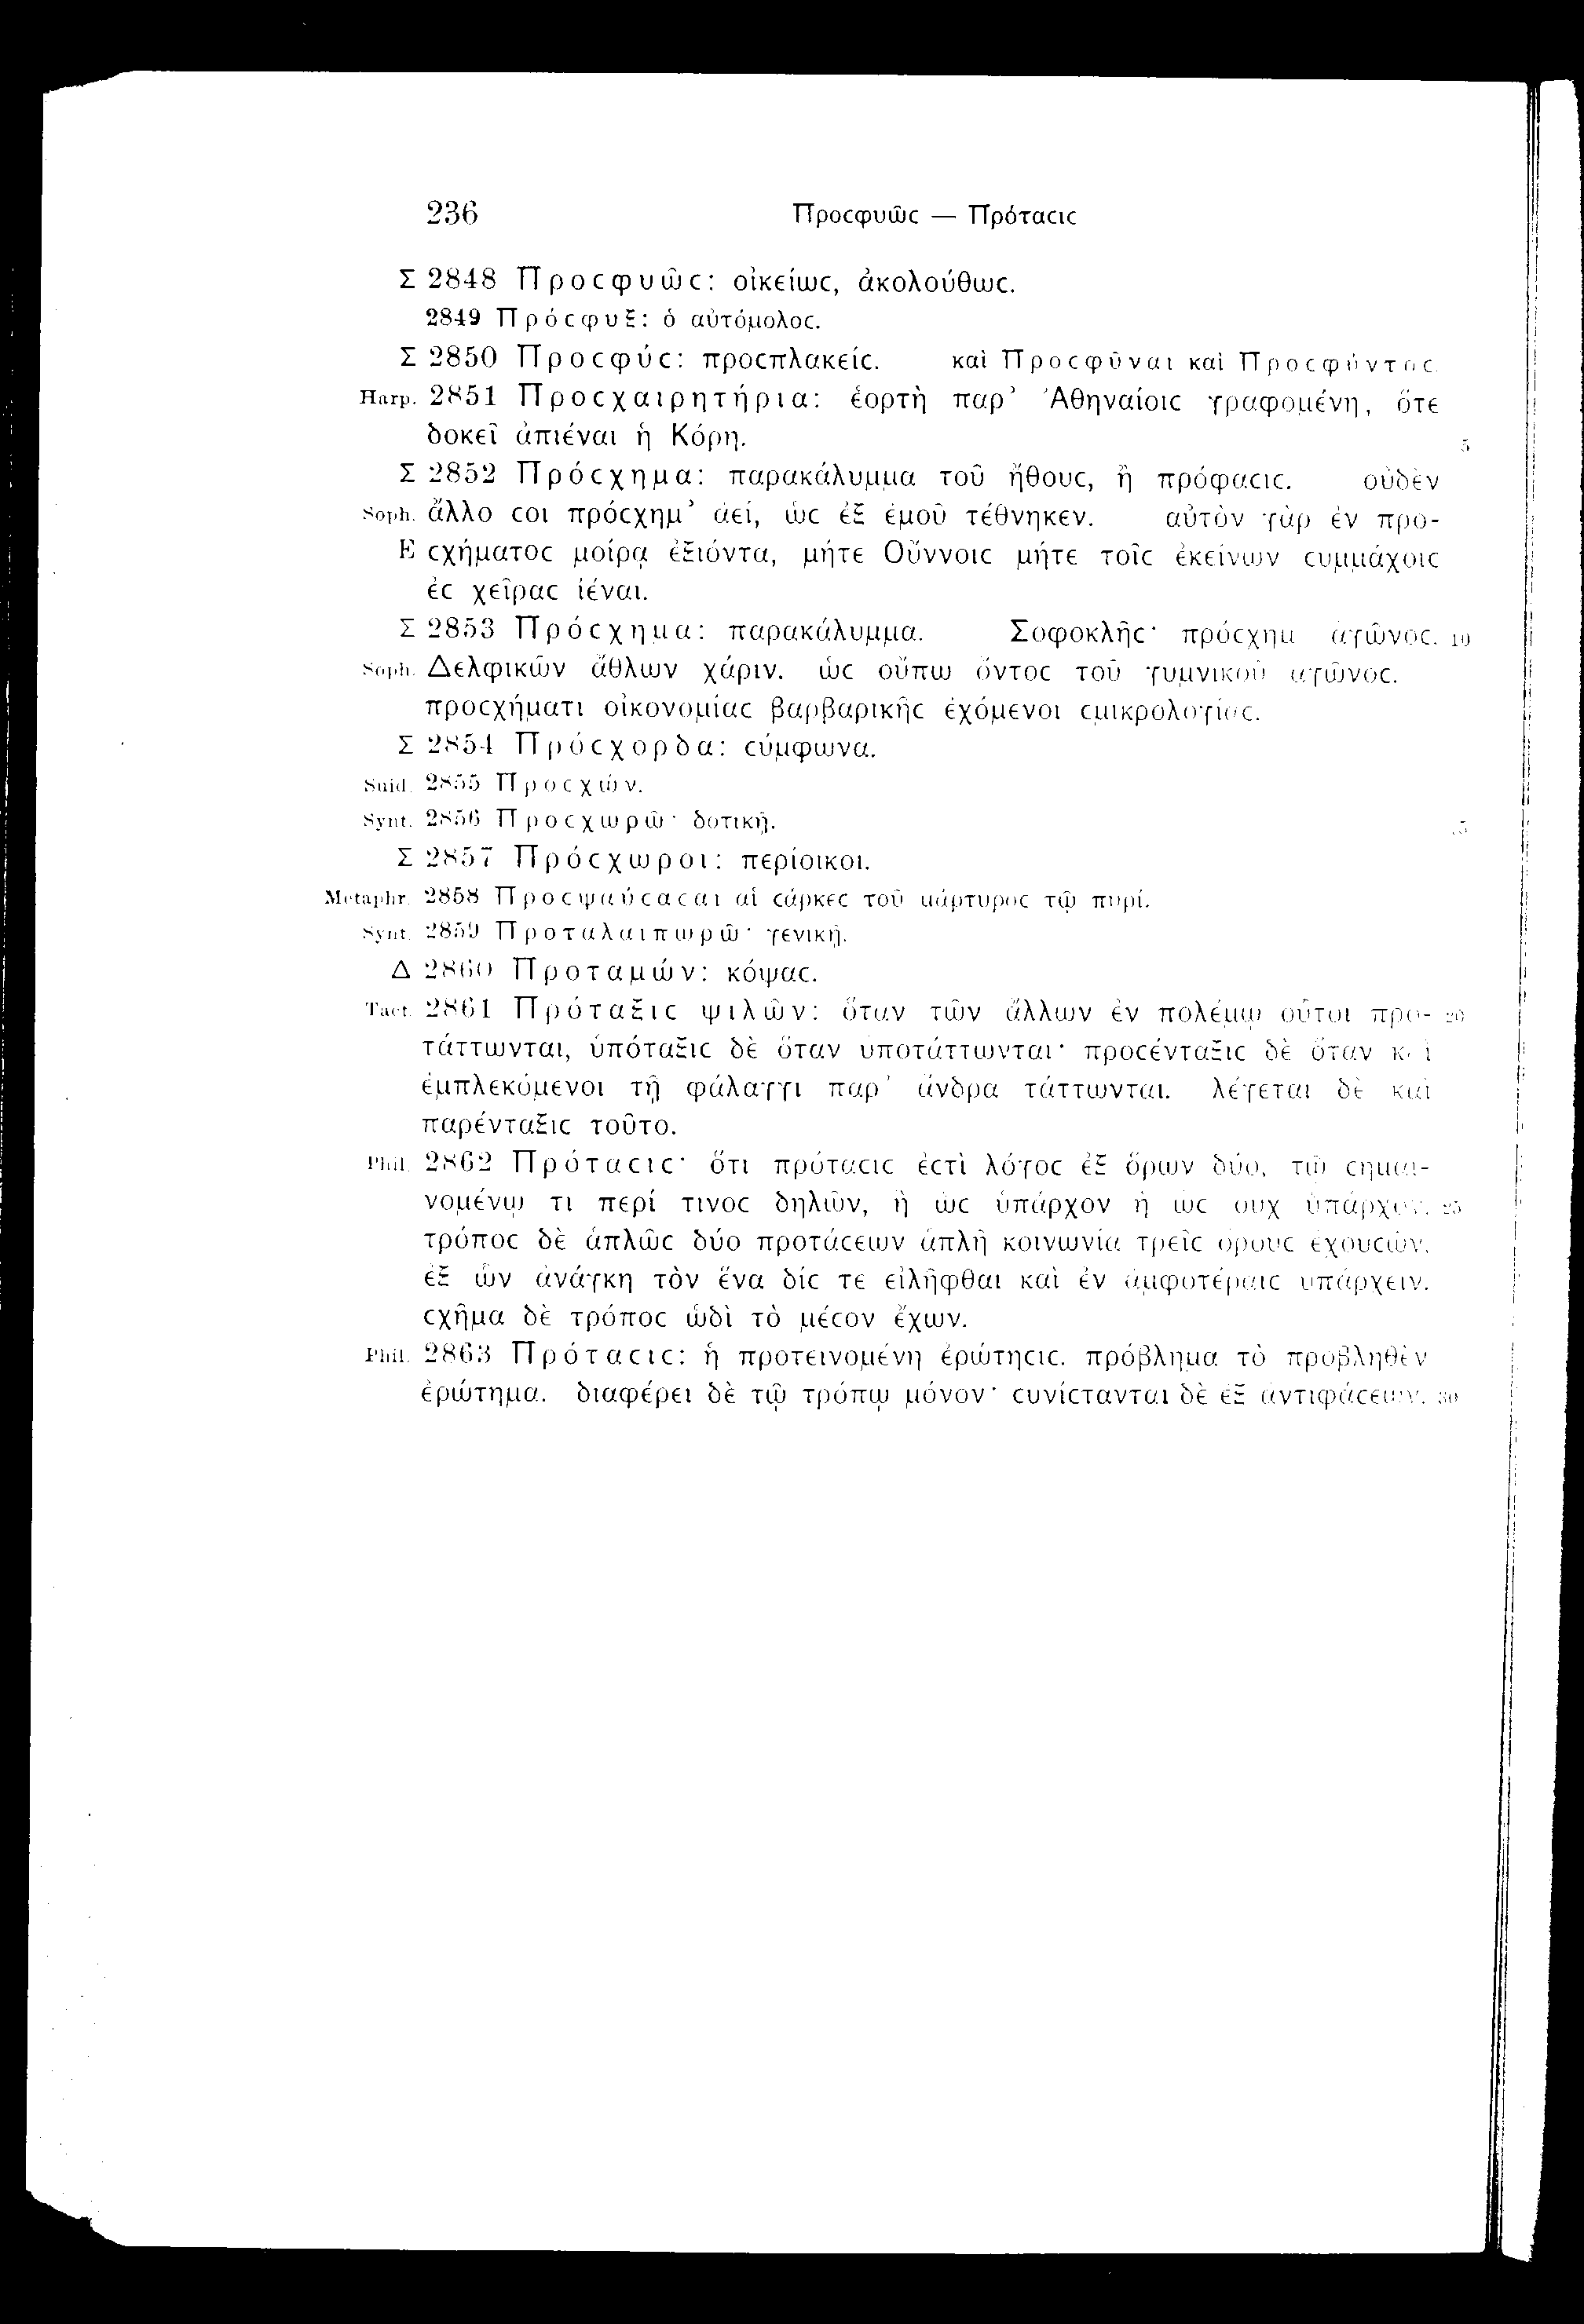 236 Προϲφυῶϲ — Πρόταϲιϲ
Σ 2848 Προϲφυῶϲ: οἰκείωϲ, ἀκολούθωϲ.
2849 Πρόϲφυξ: ὁ αὐτόμολοϲ.
Σ 2850 Προϲφύϲ: προϲπλακείϲ. καὶ Προϲφῦναι καὶ Προϲφύντοϲ.
Harp. 2851 Προϲχαιρητήρια: ἑορτὴ παρ’ Ἀθηναίοιϲ γραφομένη, ὅτε
δοκεῖ ἀπιέναι ἡ Κόρη. 5
Σ 2852 Πρόϲχημα: παρακάλυμμα τοῦ ἤθουϲ, ἢ πρόφαϲιϲ. οὐδὲν
Soph. ἄλλο ϲοι πρόϲχημ’ ἀεί, ὡϲ ἐξ ἐμοῦ τέθνηκεν. αὐτὸν γὰρ ἐν προ-
E ϲχήματοϲ μοίρᾳ ἐξιόντα, μήτε Οὔννοιϲ μήτε τοῖϲ ἐκείνων ϲυμμάχοιϲ
ἐϲ χεῖραϲ ἰέναι.
Σ 2853 Πρόϲχημα: παρακάλυμμα. Σοφοκλῆϲ· πρόϲχημ ἀγῶνοϲ. 10
Soph. Δελφικῶν ἄθλων χάριν. ὡϲ οὔπω ὄντοϲ τοῦ γυμνικοῦ ἀγῶνοϲ.
προϲχήματι οἰκονομίαϲ βαρβαρικῆϲ ἐχόμενοι ϲμικρολογίαϲ.
Σ 2854 Πρόϲχορδα: ϲύμφωνα.
Suid. 2855 Προϲχών.
Synt. 2856 Προϲχωρῶ· δοτικῇ.
Σ 2857 Πρόϲχωροι: περίοικοι.
Metaphr. 2858 Προϲψαύϲαϲαι αἱ ϲάρκεϲ τοῦ μάρτυροϲ τῷ πυρί.
Synt. 2859 Προταλαιπωρῶ· γενικῇ.
Δ 2860 Προταμών: κόψαϲ.
Tact. 2861 Πρόταξιϲ ψιλῶν: ὅταν τῶν ἄλλων ἐν πολέμῳ οὗτοι προ- 20
τάττωνται, ὑπόταξιϲ δὲ ὅταν ὑποτάττωνται· προϲένταξιϲ δὲ ὅταν καὶ
ἐμπλεκόμενοι τῇ φάλαγγι παρ’ ἄνδρα τάττωνται. λέγεται δὲ καὶ
παρένταξιϲ τοῦτο.
Phil. 2862 Πρόταϲιϲ· ὅτι πρόταϲιϲ ἐϲτὶ λόγοϲ ἐξ ὅρων δύο, τῷ ϲημαι-
νομένῳ τι περί τινοϲ δηλῶν, ἢ ὡϲ ὑπάρχον ἢ ὡϲ οὐχ ὑπάρχον. 25
τρόποϲ δὲ ἁπλῶϲ δύο προτάϲεων ἁπλῆ κοινωνία τρεῖϲ ὅρουϲ ἐχουϲῶν,
ἐξ ὧν ἀνάγκη τὸν ἕνα δίϲ τε εἰλῆφθαι καὶ ἐν ἀμφοτέραιϲ ὑπάρχειν.
ϲχῆμα δὲ τρόποϲ ὡδὶ τὸ μέϲον ἔχων.
Phil. 2863 Πρόταϲιϲ: ἡ προτεινομένη ἐρώτηϲιϲ. πρόβλημα τὸ προβληθὲν
ἐρώτημα. διαφέρει δὲ τῷ τρόπῳ μόνον· ϲυνίϲτανται δὲ ἐξ ἀντιφάϲεων. 30